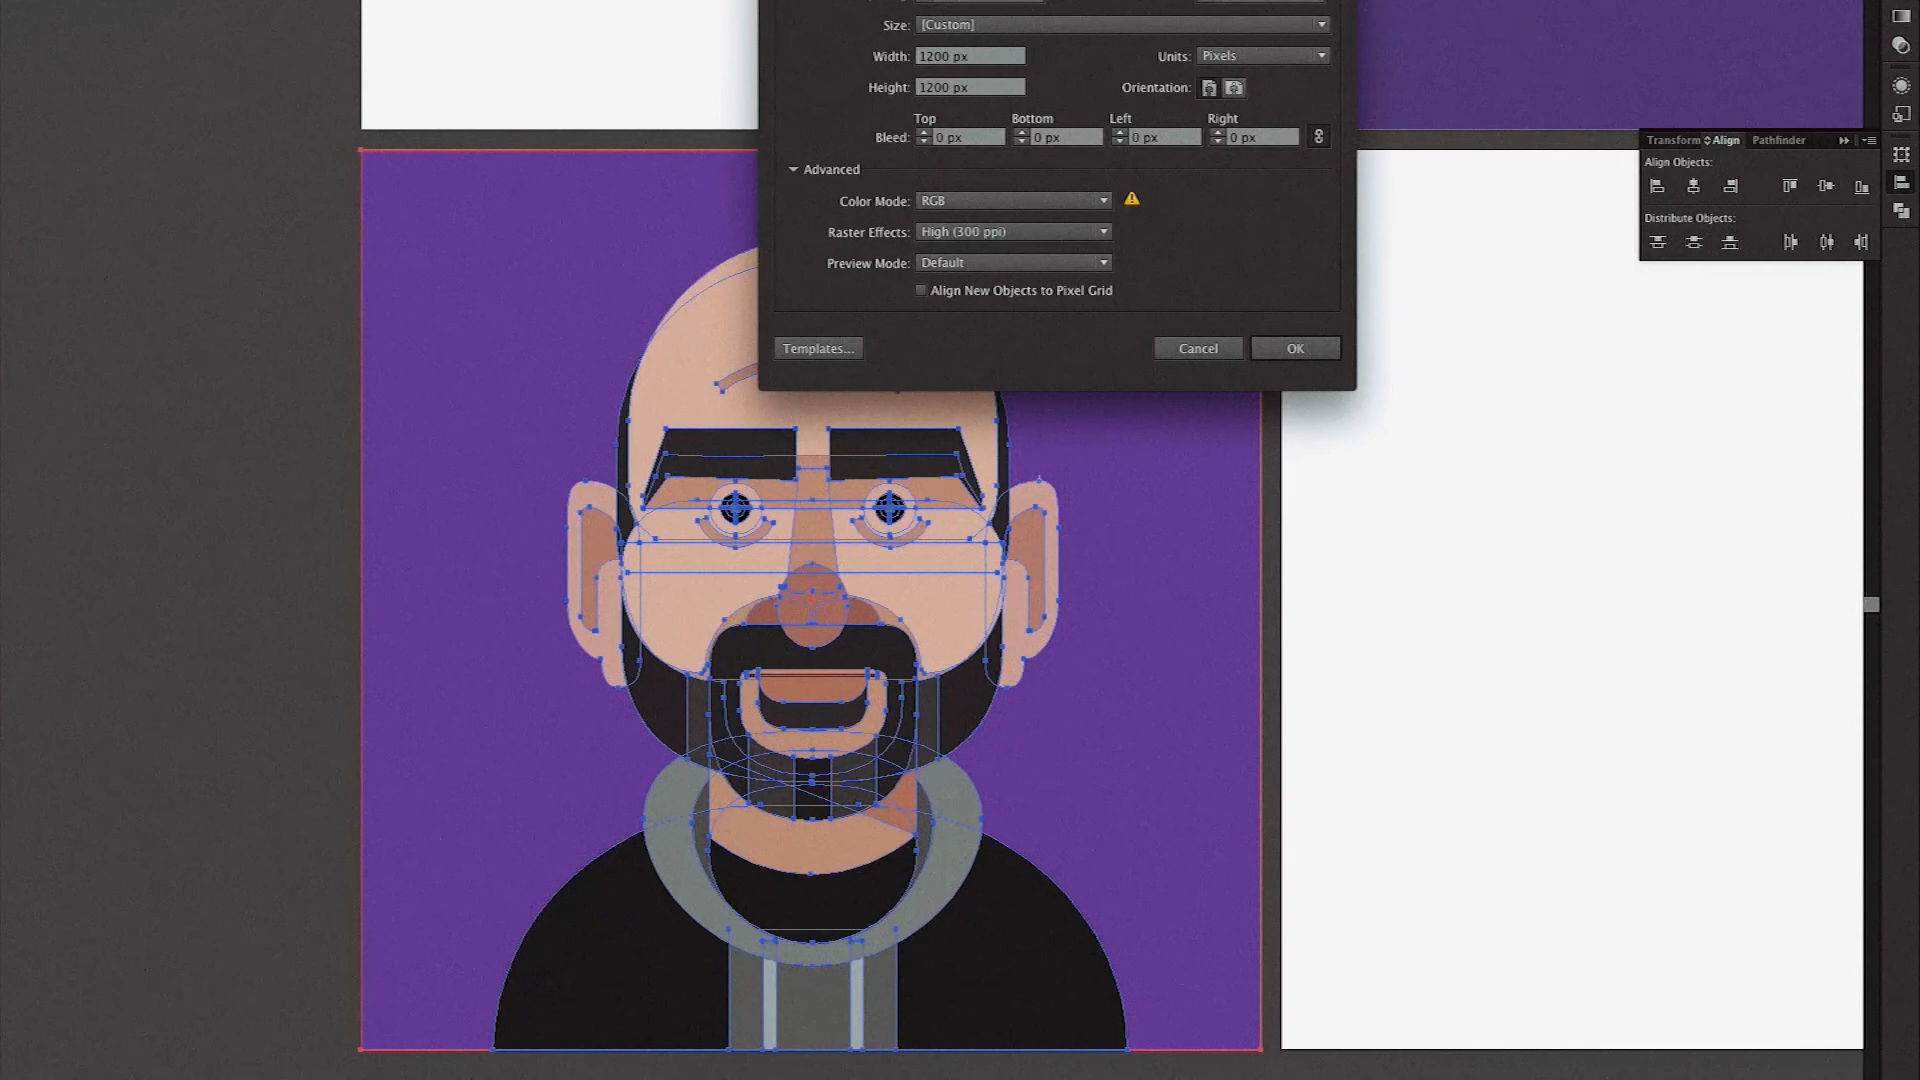 Size: [Custom]
Width: 1200 px Units: Pixels
Height: 1200 px Orientation:
Top Bottom Left Right
Bleed: 0 px 0 px 0 px 0 px
Advanced
Color Mode: RGB
Raster Effects: High (300 ppi)
Preview Mode: Default
Align New Objects to Pixel Grid
Templates... Cancel OK
Transform Align Pathfinder
Align Objects:
Distribute Objects: